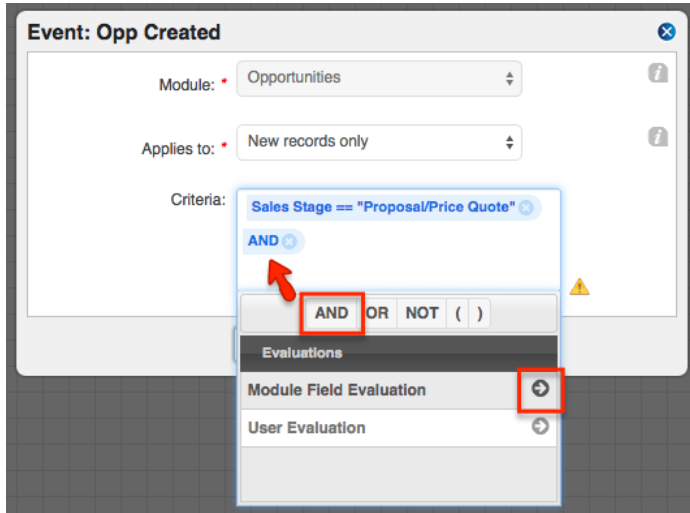 Event: Opp Created
Module: * Opportunities
Applies to: * New records only
Criteria: Sales Stage == "Proposal/Price Quote"
AND
AND OR NOT ( )
Evaluations
Module Field Evaluation
User Evaluation